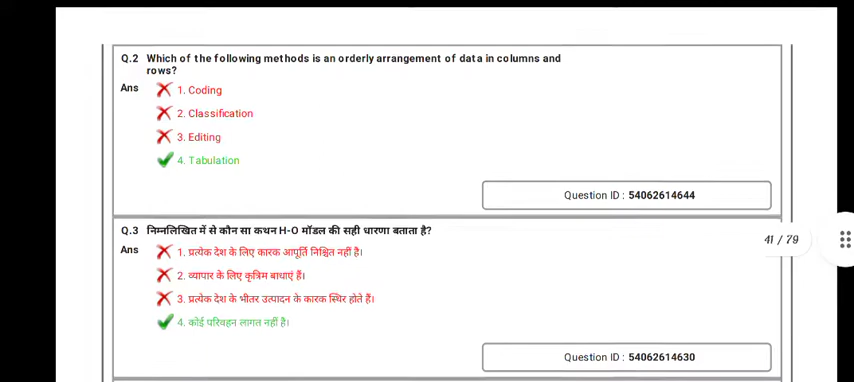 Q.2 Which of the following methods is an orderly arrangement of data in columns and
rows?
Ans 1. Coding
2. Classification
3. Editing
4. Tabulation
Question ID : 54062614644
Q.3 निम्नलिखित में से कौन सा कथन H-O मॉडल की सही धारणा बताता है?
41 / 79
Ans 1. प्रत्येक देश के लिए कारक आपूर्ति निश्चित नहीं है।
2. व्यापार के लिए कृत्रिम बाधाएं हैं।
3. प्रत्येक देश के भीतर उत्पादन के कारक स्थिर होते हैं।
4. कोई परिवहन लागत नहीं है।
Question ID : 54062614630